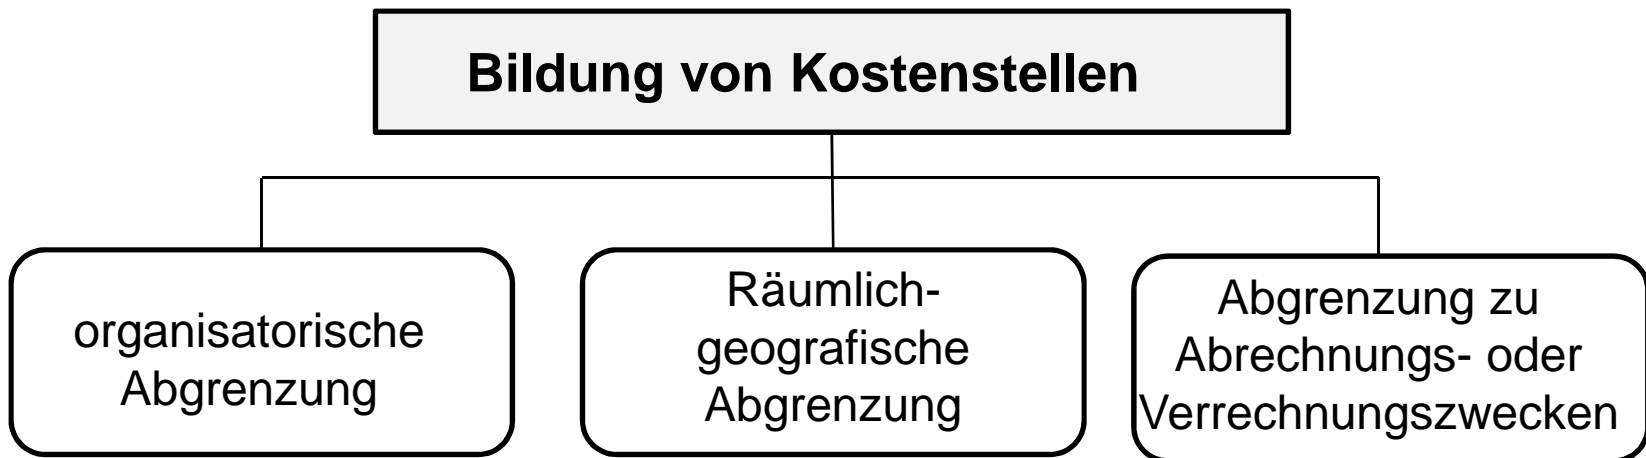 Bildung von Kostenstellen
organisatorische
Abgrenzung
Räumlich-
geografische
Abgrenzung
Abgrenzung zu
Abrechnungs- oder
Verrechnungszwecken